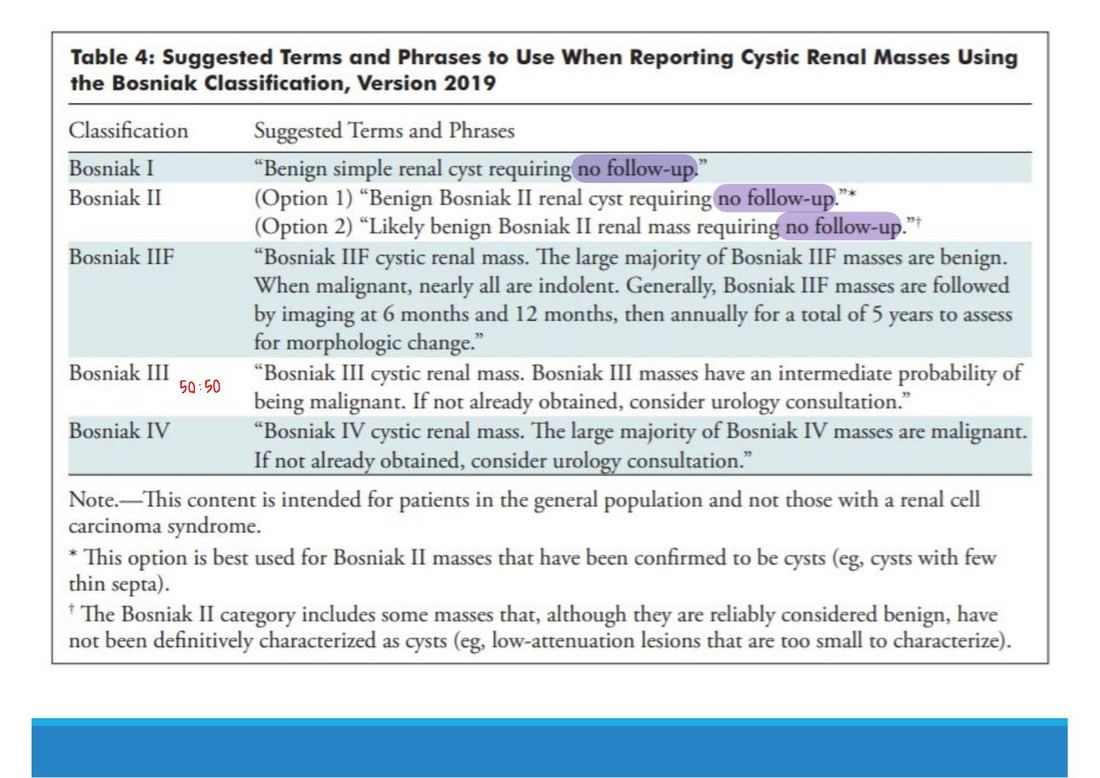 Table 4: Suggested Terms and Phrases to Use When Reporting Cystic Renal Masses Using
the Bosniak Classification, Version 2019
Classification Suggested Terms and Phrases
Bosniak I “Benign simple renal cyst requiring no follow-up.”
Bosniak II (Option 1) “Benign Bosniak II renal cyst requiring no follow-up.”*
(Option 2) “Likely benign Bosniak II renal mass requiring no follow-up.”†
Bosniak IIF “Bosniak IIF cystic renal mass. The large majority of Bosniak IIF masses are benign.
When malignant, nearly all are indolent. Generally, Bosniak IIF masses are followed
by imaging at 6 months and 12 months, then annually for a total of 5 years to assess
for morphologic change.”
Bosniak III 50:50 “Bosniak III cystic renal mass. Bosniak III masses have an intermediate probability of
being malignant. If not already obtained, consider urology consultation.”
Bosniak IV “Bosniak IV cystic renal mass. The large majority of Bosniak IV masses are malignant.
If not already obtained, consider urology consultation.”
Note.—This content is intended for patients in the general population and not those with a renal cell
carcinoma syndrome.
* This option is best used for Bosniak II masses that have been confirmed to be cysts (eg, cysts with few
thin septa).
† The Bosniak II category includes some masses that, although they are reliably considered benign, have
not been definitively characterized as cysts (eg, low-attenuation lesions that are too small to characterize).